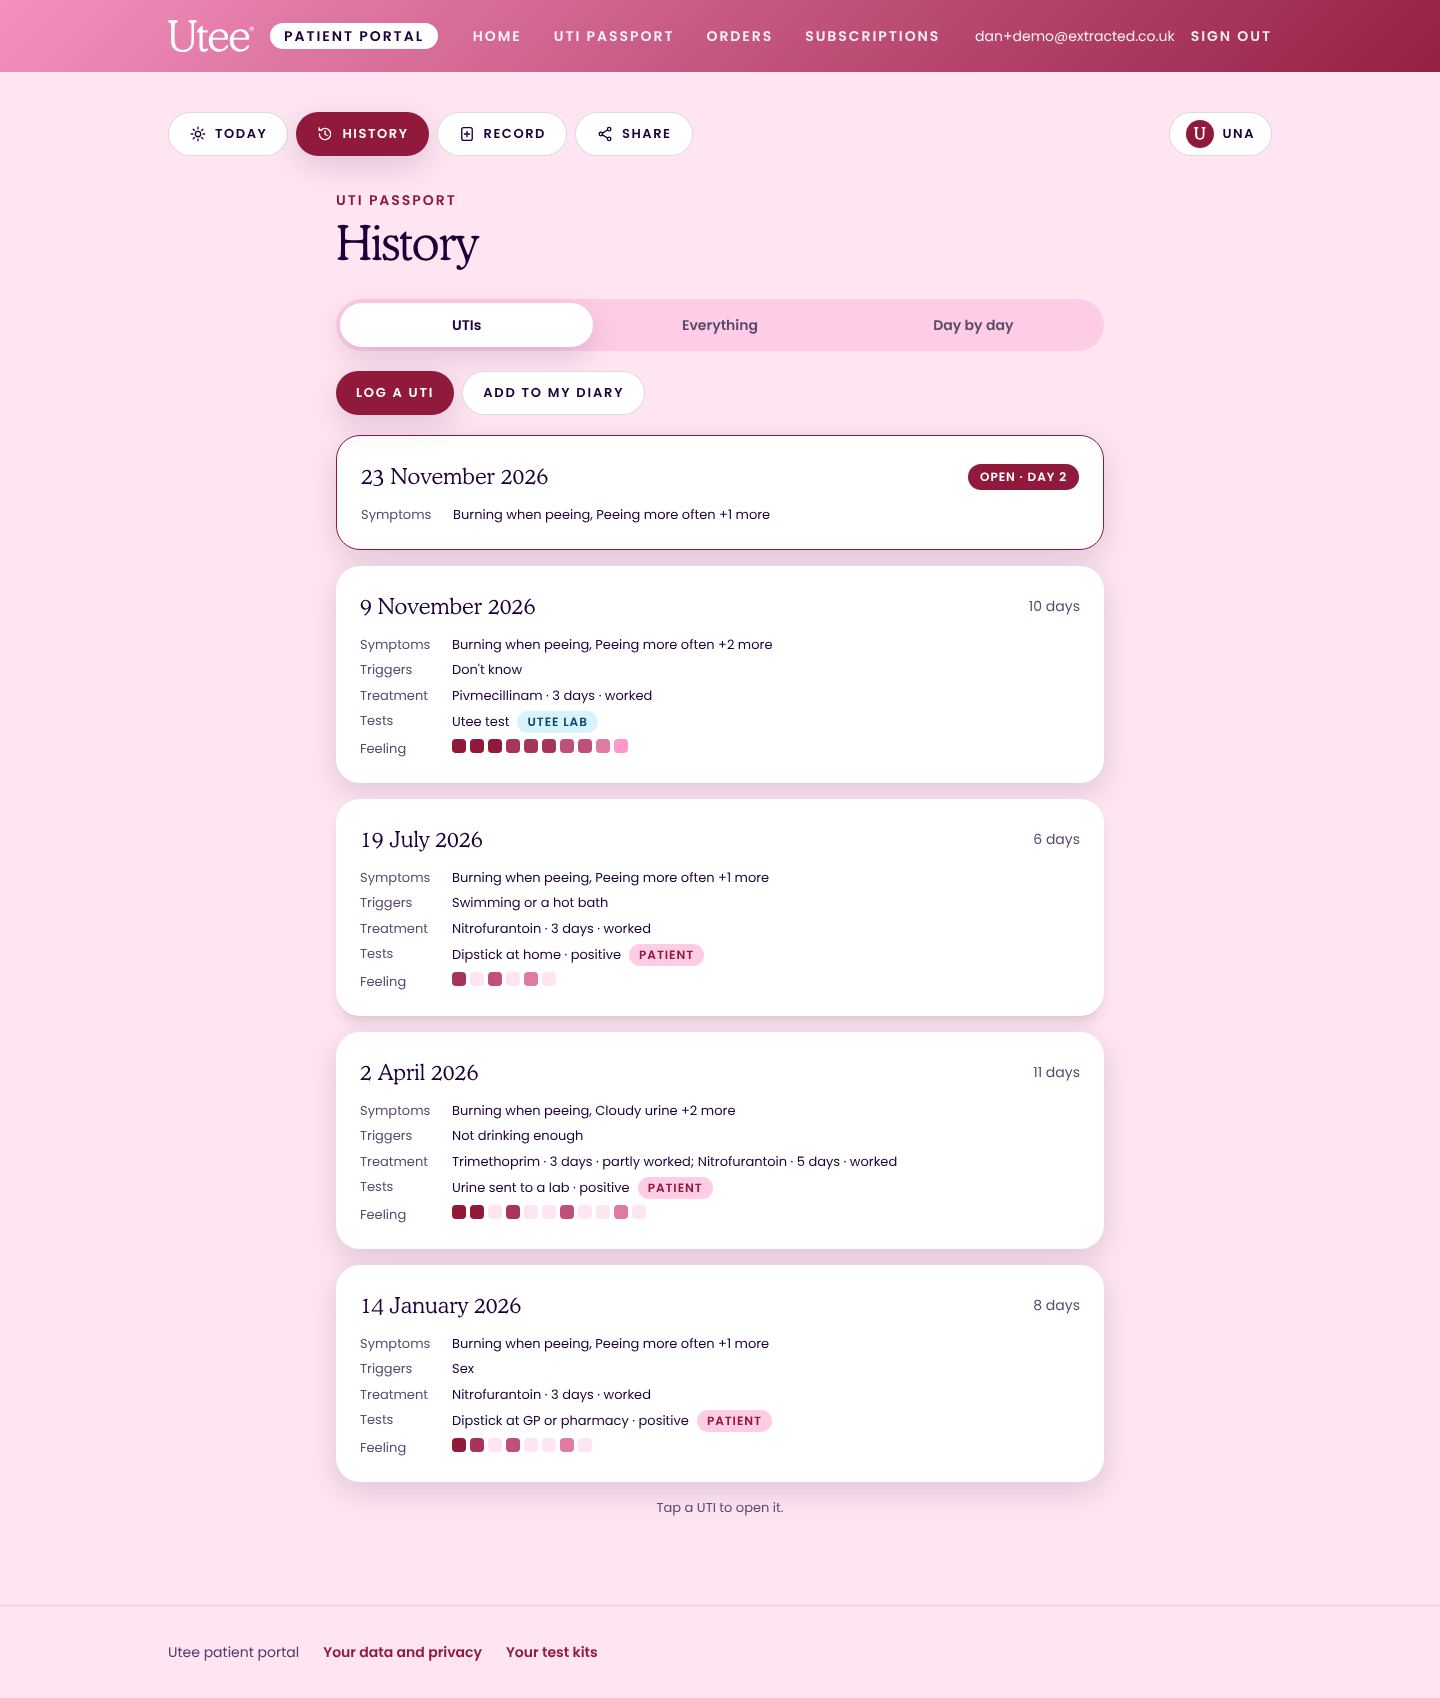 Utee® PATIENT PORTAL HOME UTI PASSPORT ORDERS SUBSCRIPTIONS dan+demo@extracted.co.uk SIGN OUT
TODAY HISTORY RECORD SHARE U UNA
UTI PASSPORT
History
UTIs Everything Day by day
LOG A UTI ADD TO MY DIARY
23 November 2026 OPEN · DAY 2
Symptoms Burning when peeing, Peeing more often +1 more
9 November 2026 10 days
Symptoms Burning when peeing, Peeing more often +2 more
Triggers Don't know
Treatment Pivmecillinam · 3 days · worked
Tests Utee test UTEE LAB
Feeling
19 July 2026 6 days
Symptoms Burning when peeing, Peeing more often +1 more
Triggers Swimming or a hot bath
Treatment Nitrofurantoin · 3 days · worked
Tests Dipstick at home · positive PATIENT
Feeling
2 April 2026 11 days
Symptoms Burning when peeing, Cloudy urine +2 more
Triggers Not drinking enough
Treatment Trimethoprim · 3 days · partly worked; Nitrofurantoin · 5 days · worked
Tests Urine sent to a lab · positive PATIENT
Feeling
14 January 2026 8 days
Symptoms Burning when peeing, Peeing more often +1 more
Triggers Sex
Treatment Nitrofurantoin · 3 days · worked
Tests Dipstick at GP or pharmacy · positive PATIENT
Feeling
Tap a UTI to open it.
Utee patient portal Your data and privacy Your test kits